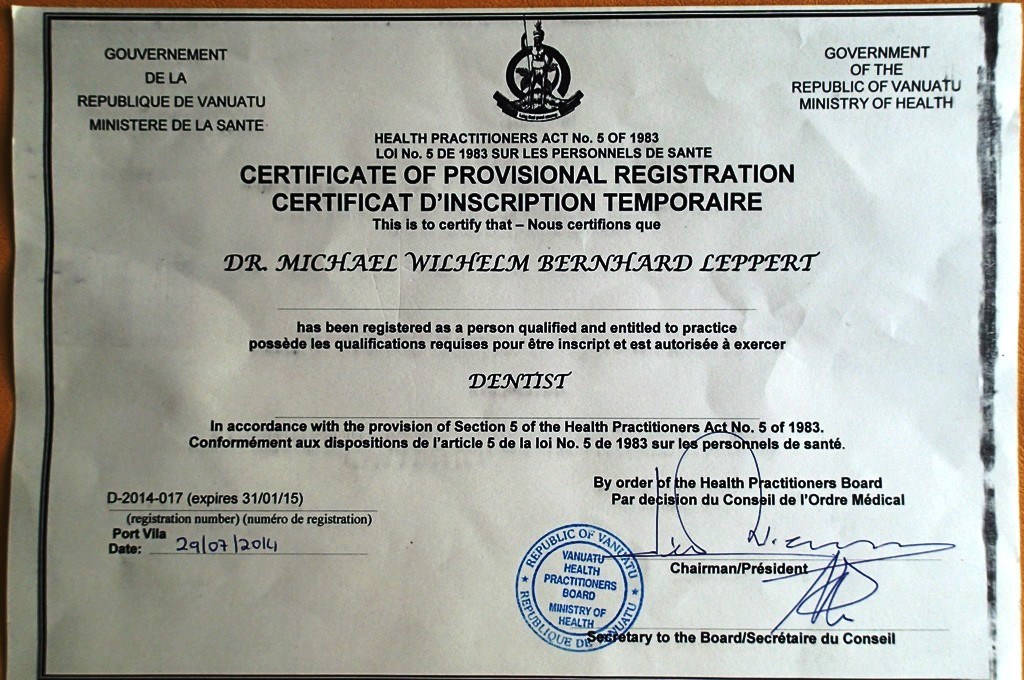 GOUVERNEMENT
DE LA
REPUBLIQUE DE VANUATU
MINISTERE DE LA SANTE
GOVERNMENT
OF THE
REPUBLIC OF VANUATU
MINISTRY OF HEALTH
HEALTH PRACTITIONERS ACT No. 5 OF 1983
LOI No. 5 DE 1983 SUR LES PERSONNELS DE SANTE
CERTIFICATE OF PROVISIONAL REGISTRATION
CERTIFICAT D'INSCRIPTION TEMPORAIRE
This is to certify that – Nous certifions que
DR. MICHAEL WILHELM BERNHARD LEPPERT
has been registered as a person qualified and entitled to practice
possède les qualifications requises pour être inscript et est autorisée à exercer
DENTIST
In accordance with the provision of Section 5 of the Health Practitioners Act No. 5 of 1983.
Conformément aux dispositions de l'article 5 de la loi No. 5 de 1983 sur les personnels de santé.
By order of the Health Practitioners Board
Par decision du Conseil de l'Ordre Médical
D-2014-017 (expires 31/01/15)
(registration number) (numéro de registration)
Port Vila
Date: 29/07/2014
Chairman/Président
REPUBLIC OF VANUATU
VANUATU
HEALTH
PRACTITIONERS
BOARD
MINISTRY OF
HEALTH
REPUBLIQUE DE VANUATU
Secretary to the Board/Secrétaire du Conseil